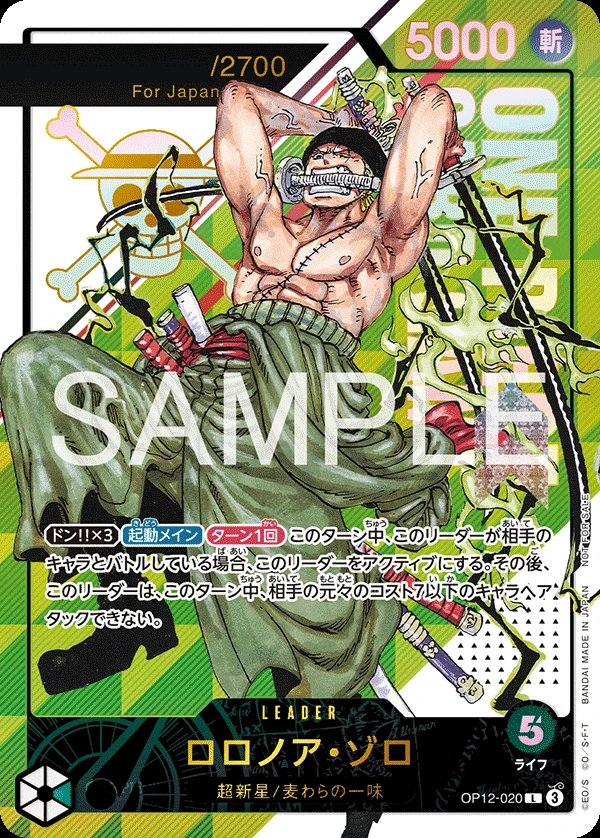 /2700
For Japan
5000
斬
ONE PIECE
CARD GAME
SAMPLE
ドン!!×3 起動メイン ターン1回 このターン中、このリーダーが相手の
キャラとバトルしている場合、このリーダーをアクティブにする。その後、
このリーダーは、このターン中、相手の元々のコスト7以下のキャラへア
タックできない。
NOT FOR SALE
BANDAI MADE IN JAPAN
©E.O/S ©O/S・F・T
LEADER
ロロノア・ゾロ
超新星/麦わらの一味
5
ライフ
OP12-020 L 3